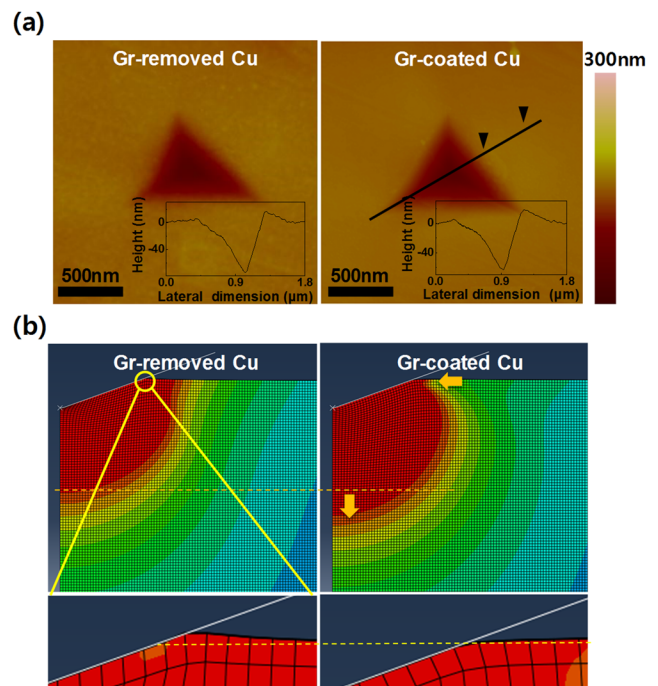 (a)
Gr-removed Cu
Gr-coated Cu
300nm
Height (nm)
0
-40
0.0
0.9
1.8
Lateral dimension (μm)
500nm
Height (nm)
0
-40
0.0
0.9
1.8
Lateral dimension (μm)
500nm
(b)
Gr-removed Cu
Gr-coated Cu